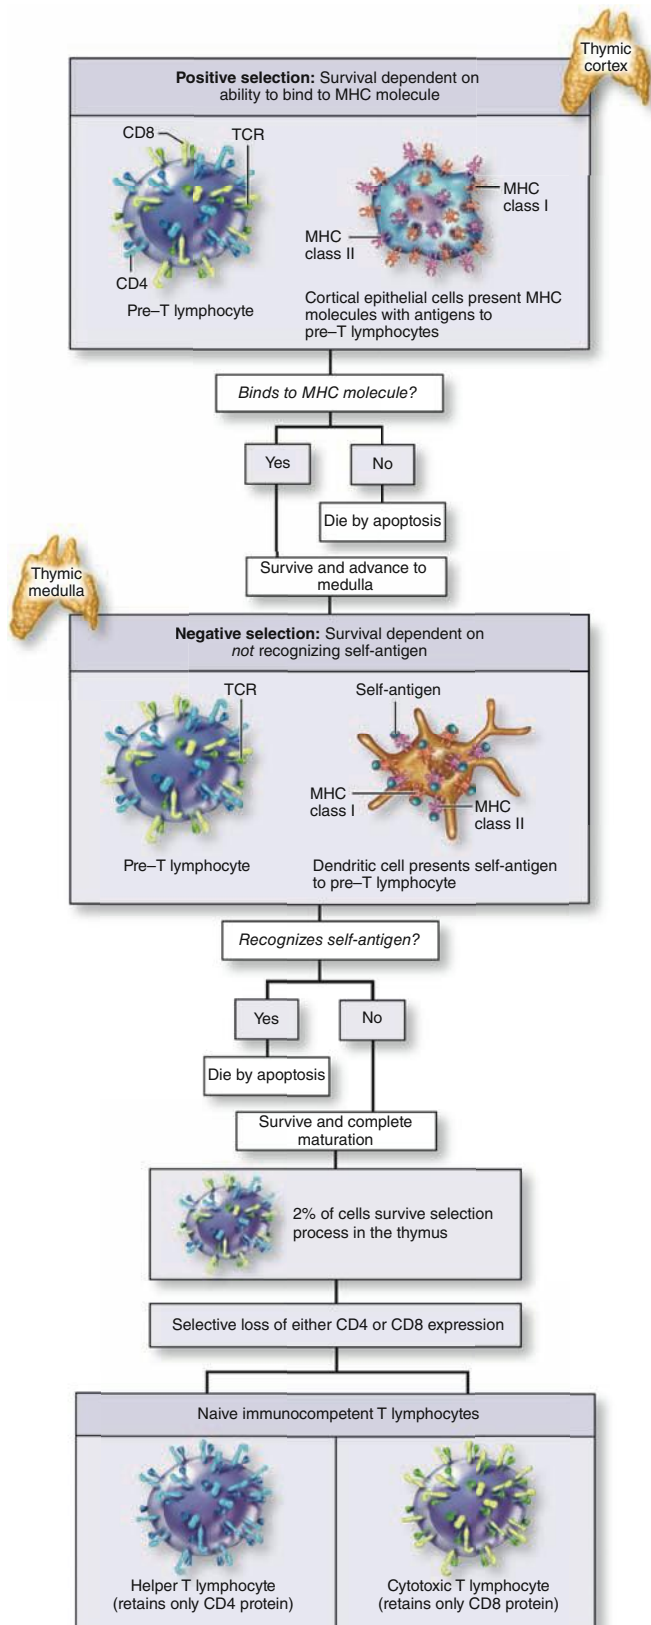 Thymic
cortex
Positive selection: Survival dependent on
ability to bind to MHC molecule
CD8
TCR
CD4
Pre–T lymphocyte
MHC
class I
MHC
class II
Cortical epithelial cells present MHC
molecules with antigens to
pre–T lymphocytes
Binds to MHC molecule?
Yes
No
Die by apoptosis
Survive and advance to
medulla
Thymic
medulla
Negative selection: Survival dependent on
not recognizing self-antigen
TCR
Pre–T lymphocyte
Self-antigen
MHC
class I
MHC
class II
Dendritic cell presents self-antigen
to pre–T lymphocyte
Recognizes self-antigen?
Yes
No
Die by apoptosis
Survive and complete
maturation
2% of cells survive selection
process in the thymus
Selective loss of either CD4 or CD8 expression
Naive immunocompetent T lymphocytes
Helper T lymphocyte
(retains only CD4 protein)
Cytotoxic T lymphocyte
(retains only CD8 protein)